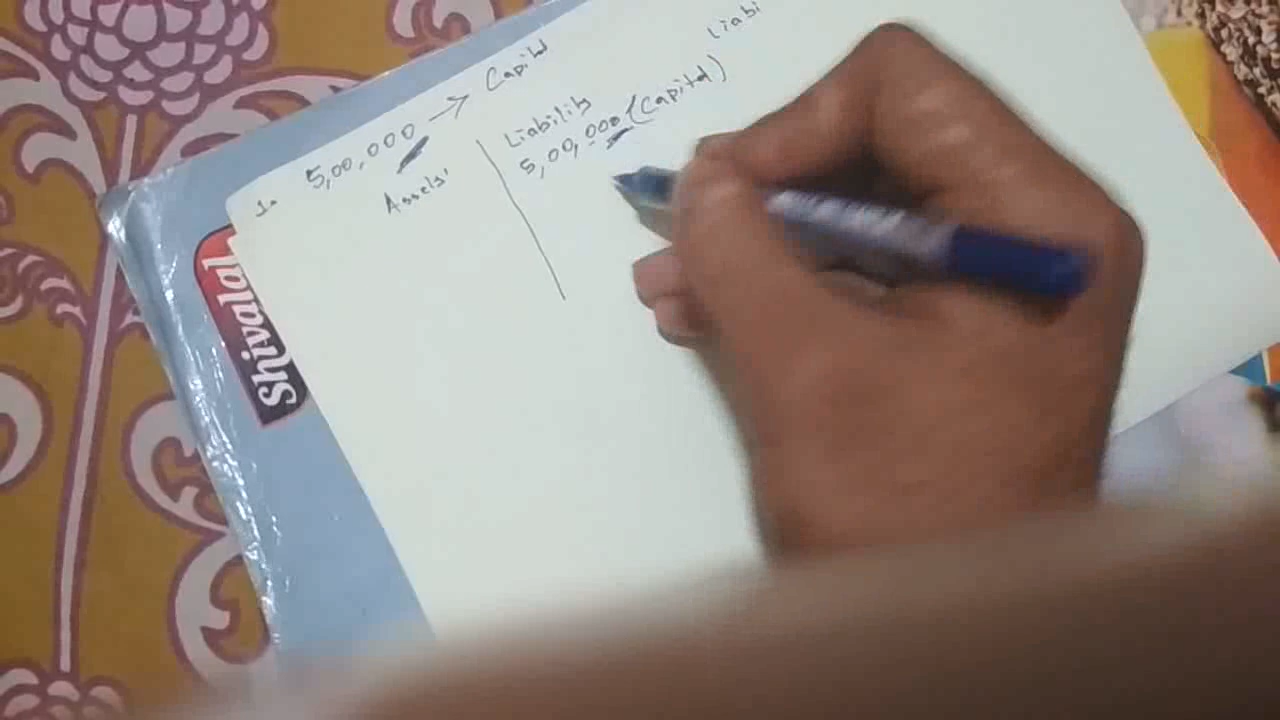 1. 5,00,000 → Capital
Assets
Liability
5,00,000 (Capital)
Liabi
Shivalal